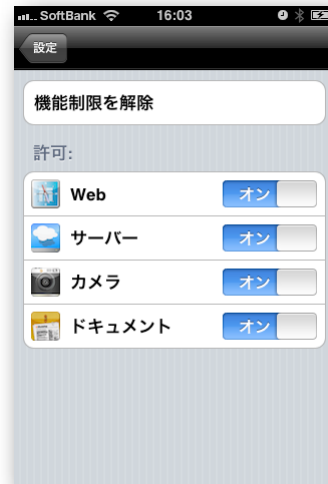 SoftBank 16:03
設定
機能制限を解除
許可:
Web オン
サーバー オン
カメラ オン
ドキュメント オン